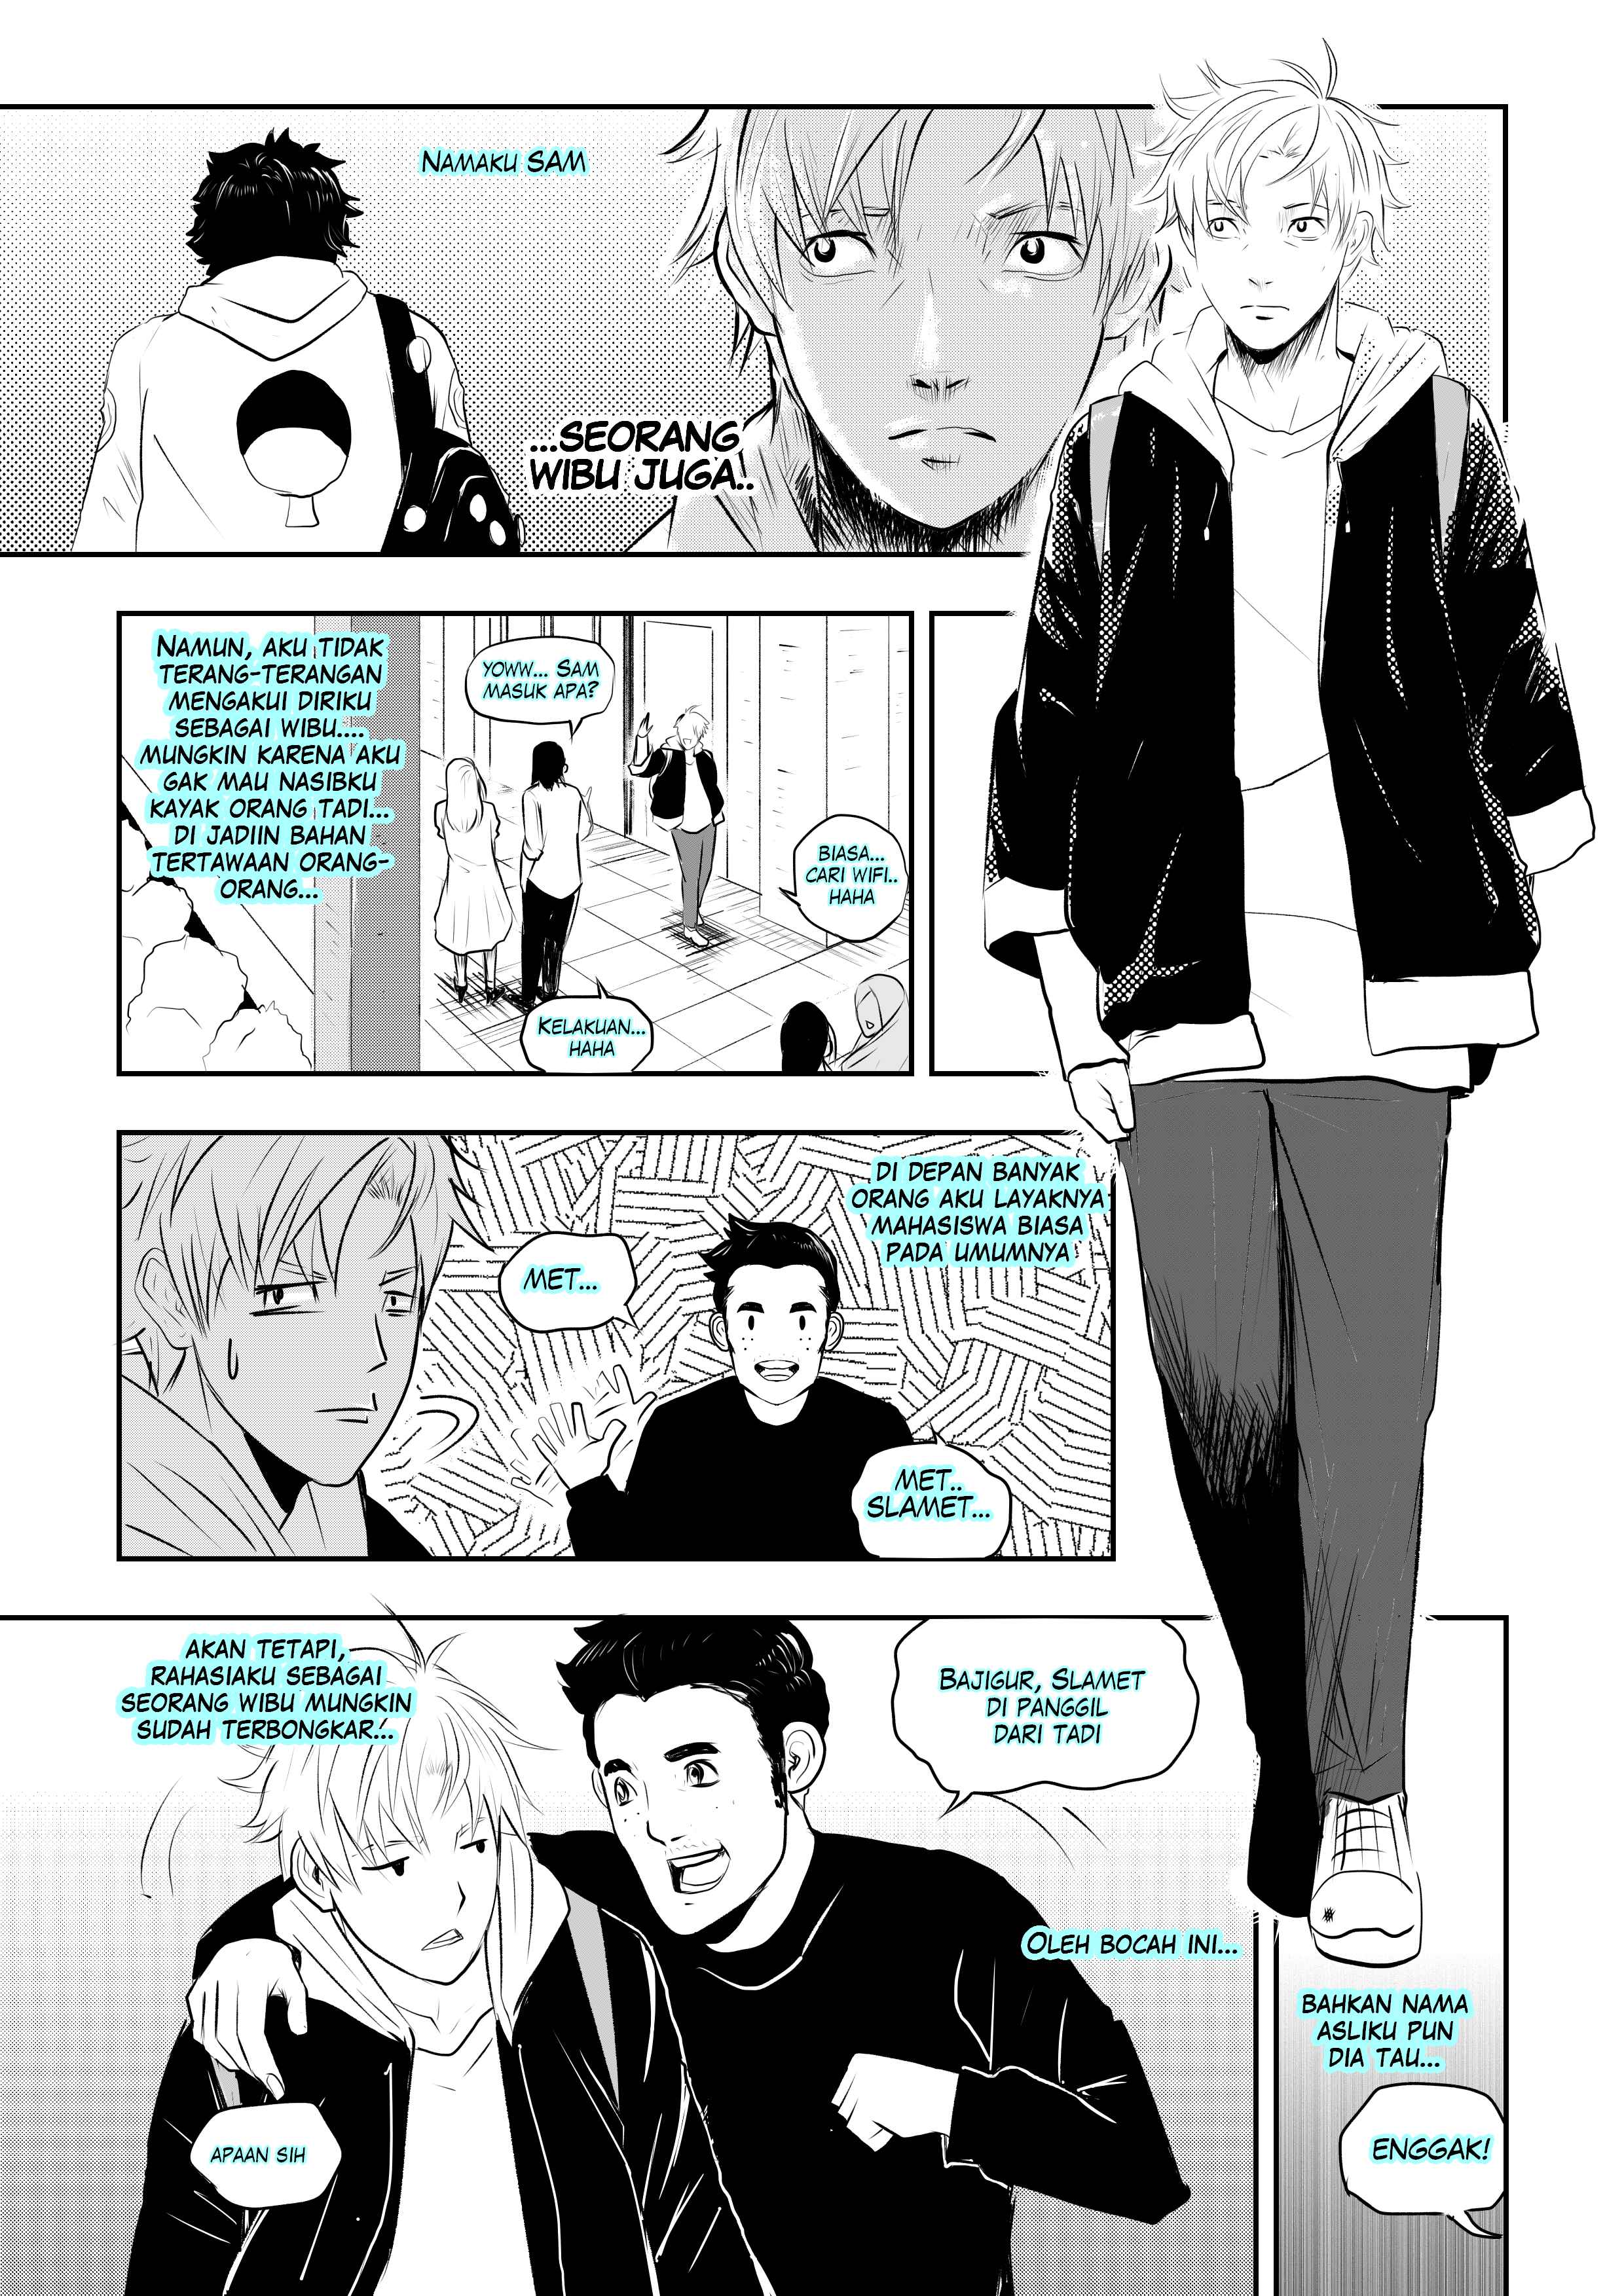 NAMAKU SAM
...SEORANG
WIBU JUGA..
NAMUN, AKU TIDAK
TERANG-TERANGAN
MENGAKUI DIRIKU
SEBAGAI WIBU....
MUNGKIN KARENA AKU
GAK MAU NASIBKU
KAYAK ORANG TADI...
DI JADIIN BAHAN
TERTAWAAN ORANG-
ORANG...
YOWW... SAM
MASUK APA?
BIASA...
CARI WIFI..
HAHA
KELAKUAN...
HAHA
DI DEPAN BANYAK
ORANG AKU LAYAKNYA
MAHASISWA BIASA
PADA UMUMNYA
MET...
MET..
SLAMET...
AKAN TETAPI,
RAHASIAKU SEBAGAI
SEORANG WIBU MUNGKIN
SUDAH TERBONGKAR...
BAJIGUR, SLAMET
DI PANGGIL
DARI TADI
OLEH BOCAH INI...
APAAN SIH
BAHKAN NAMA
ASLIKU PUN
DIA TAU...
ENGGAK!